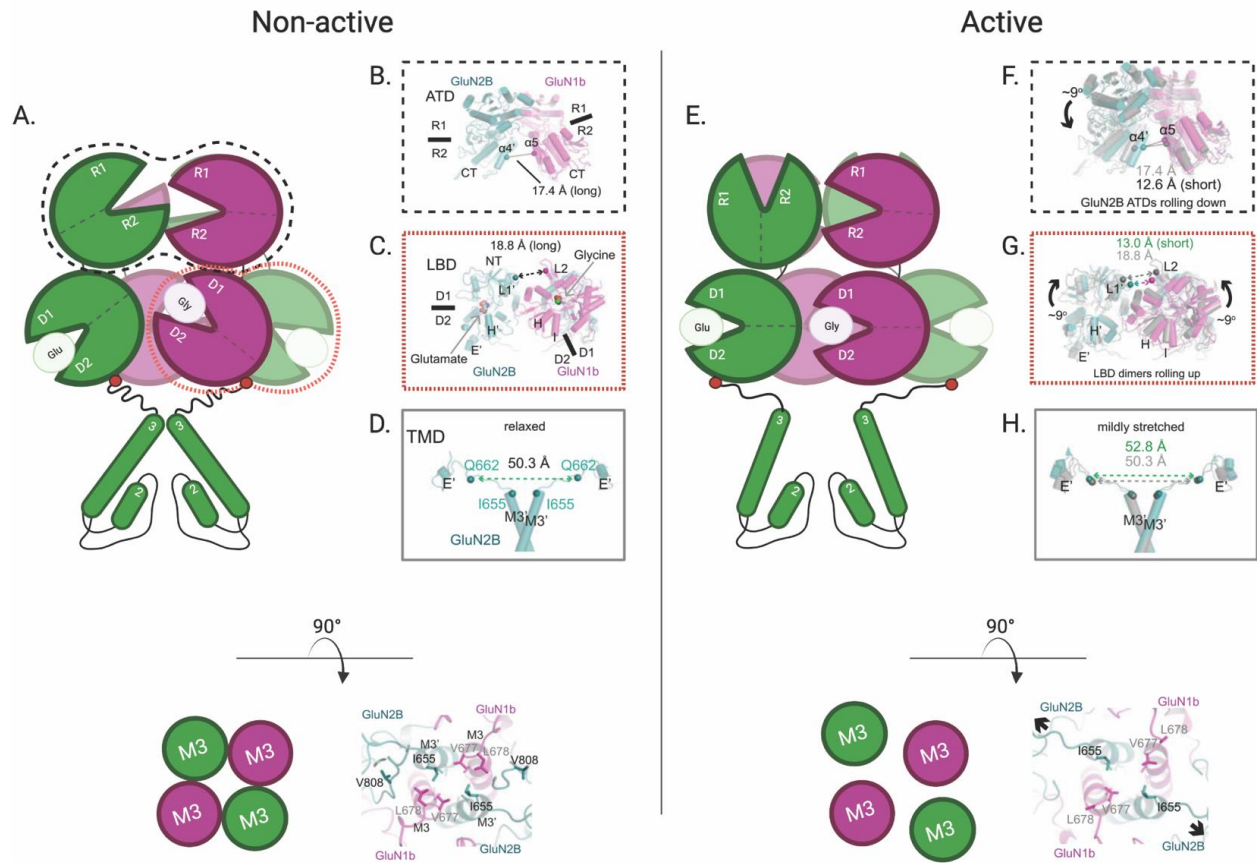 Non-active
Active
A.
R1
R2
R1
R2
D1
D2
Glu
Gly
D1
D2
3
3
2
2
B.
GluN2B
GluN1b
ATD
R1
R2
R1
R2
α4'
α5
CT
CT
17.4 Å (long)
C.
18.8 Å (long)
LBD
NT
L2
Glycine
L1'
D1
D2
H'
H
I
E'
D2
D1
Glutamate
GluN2B
GluN1b
D.
TMD
relaxed
Q662
50.3 Å
Q662
E'
E'
I655
I655
M3'
M3'
GluN2B
90°
M3
M3
M3
M3
GluN2B
GluN1b
M3'
M3
I655
V677
L678
V808
V808
L678
V677
I655
M3
M3'
GluN1b
GluN2B
E.
R1
R2
R1
R2
D1
Glu
D2
D1
Gly
D2
3
3
2
2
F.
~9°
α5
α4'
17.4 Å
12.6 Å (short)
GluN2B ATDs rolling down
G.
13.0 Å (short)
18.8 Å
L2
L1'
~9°
~9°
H'
H
E'
I
LBD dimers rolling up
H.
mildly stretched
52.8 Å
50.3 Å
E'
E'
M3'
M3'
90°
M3
M3
M3
M3
GluN2B
GluN1b
L678
I655
V677
I655
L678
V677
GluN1b
GluN2B